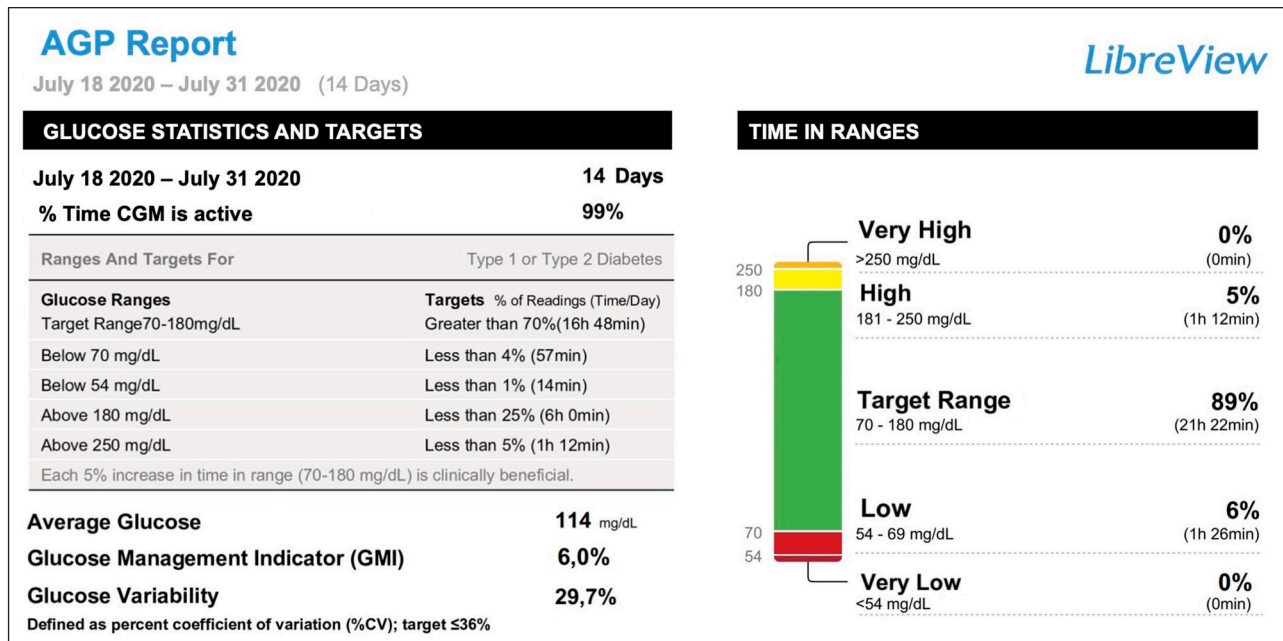 AGP Report
LibreView
July 18 2020 – July 31 2020 (14 Days)
GLUCOSE STATISTICS AND TARGETS
July 18 2020 – July 31 2020 14 Days
% Time CGM is active 99%
Ranges And Targets For Type 1 or Type 2 Diabetes
Glucose Ranges Targets % of Readings (Time/Day)
Target Range70-180mg/dL Greater than 70%(16h 48min)
Below 70 mg/dL Less than 4% (57min)
Below 54 mg/dL Less than 1% (14min)
Above 180 mg/dL Less than 25% (6h 0min)
Above 250 mg/dL Less than 5% (1h 12min)
Each 5% increase in time in range (70-180 mg/dL) is clinically beneficial.
Average Glucose 114 mg/dL
Glucose Management Indicator (GMI) 6,0%
Glucose Variability 29,7%
Defined as percent coefficient of variation (%CV); target ≤36%
TIME IN RANGES
250
180
70
54
Very High 0%
>250 mg/dL (0min)
High 5%
181 - 250 mg/dL (1h 12min)
Target Range 89%
70 - 180 mg/dL (21h 22min)
Low 6%
54 - 69 mg/dL (1h 26min)
Very Low 0%
<54 mg/dL (0min)